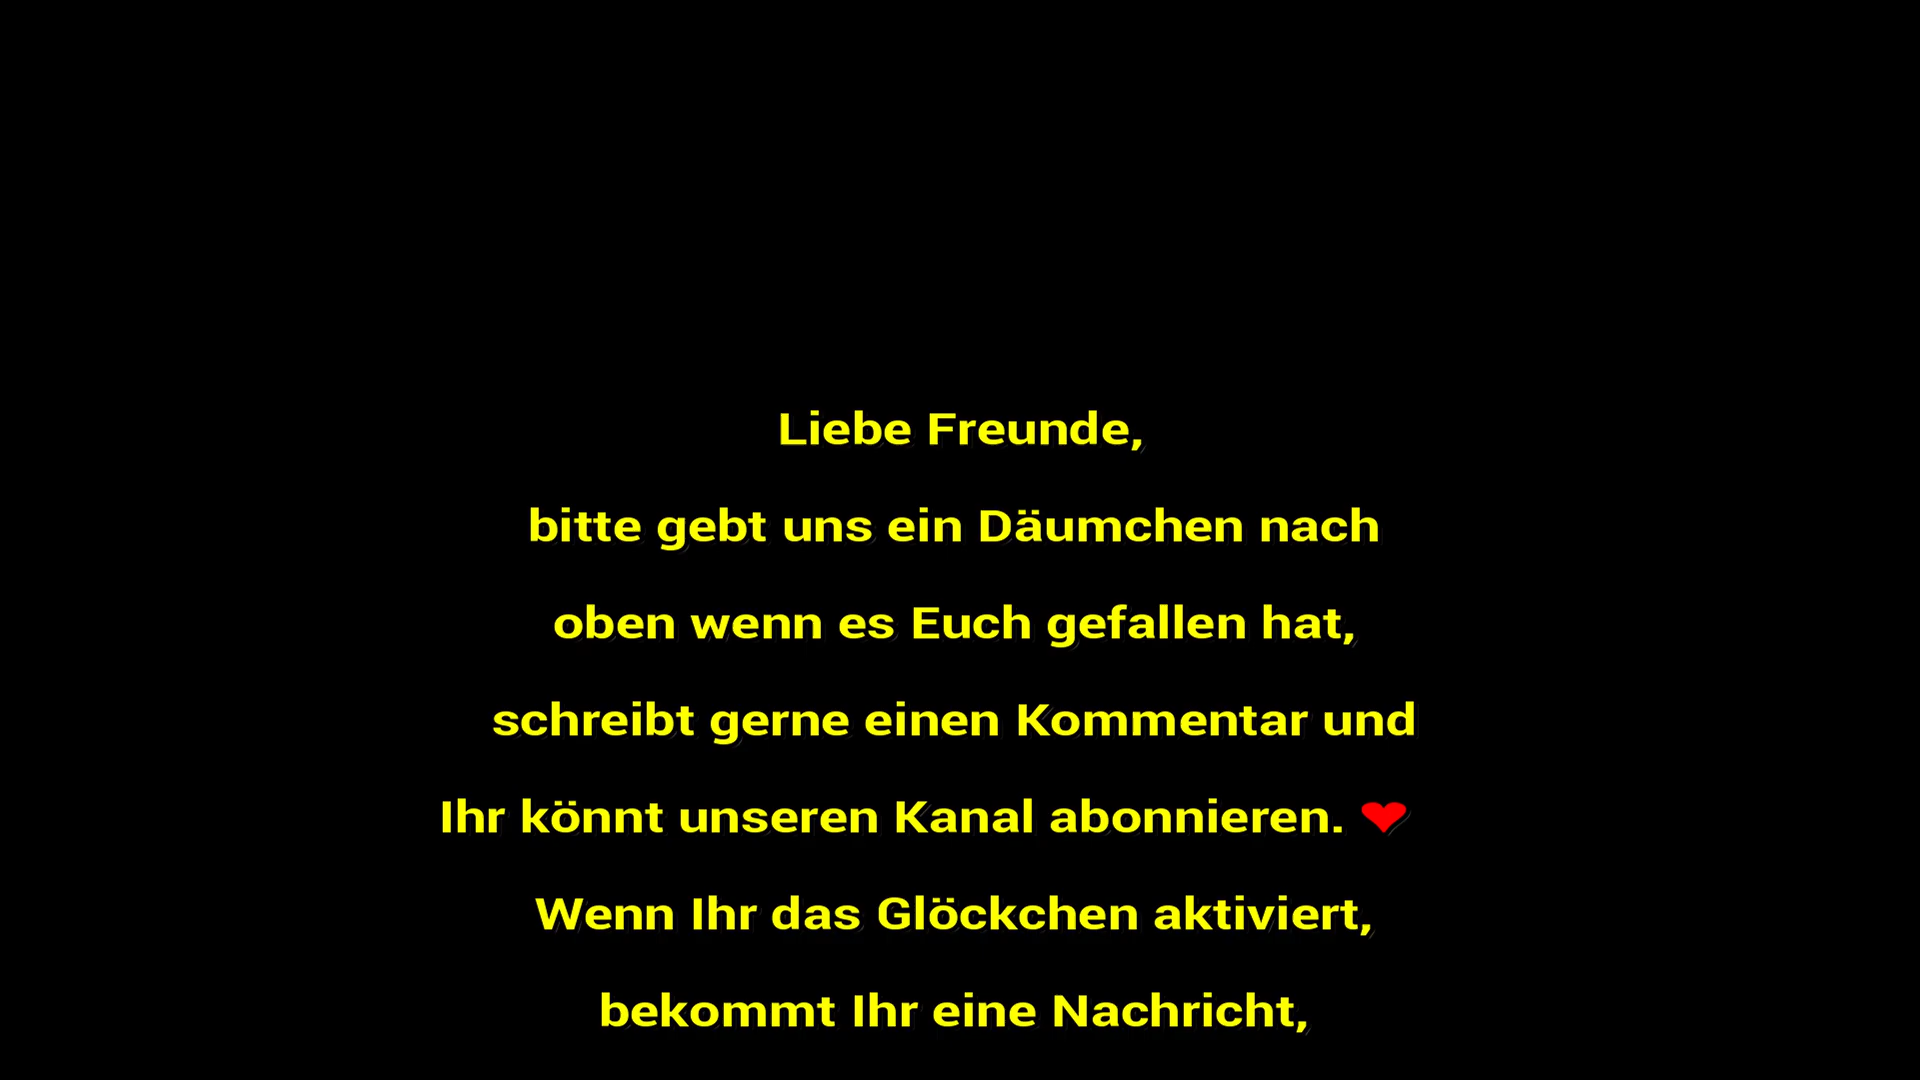 Liebe Freunde,
bitte gebt uns ein Däumchen nach
oben wenn es Euch gefallen hat,
schreibt gerne einen Kommentar und
Ihr könnt unseren Kanal abonnieren. ❤
Wenn Ihr das Glöckchen aktiviert,
bekommt Ihr eine Nachricht,